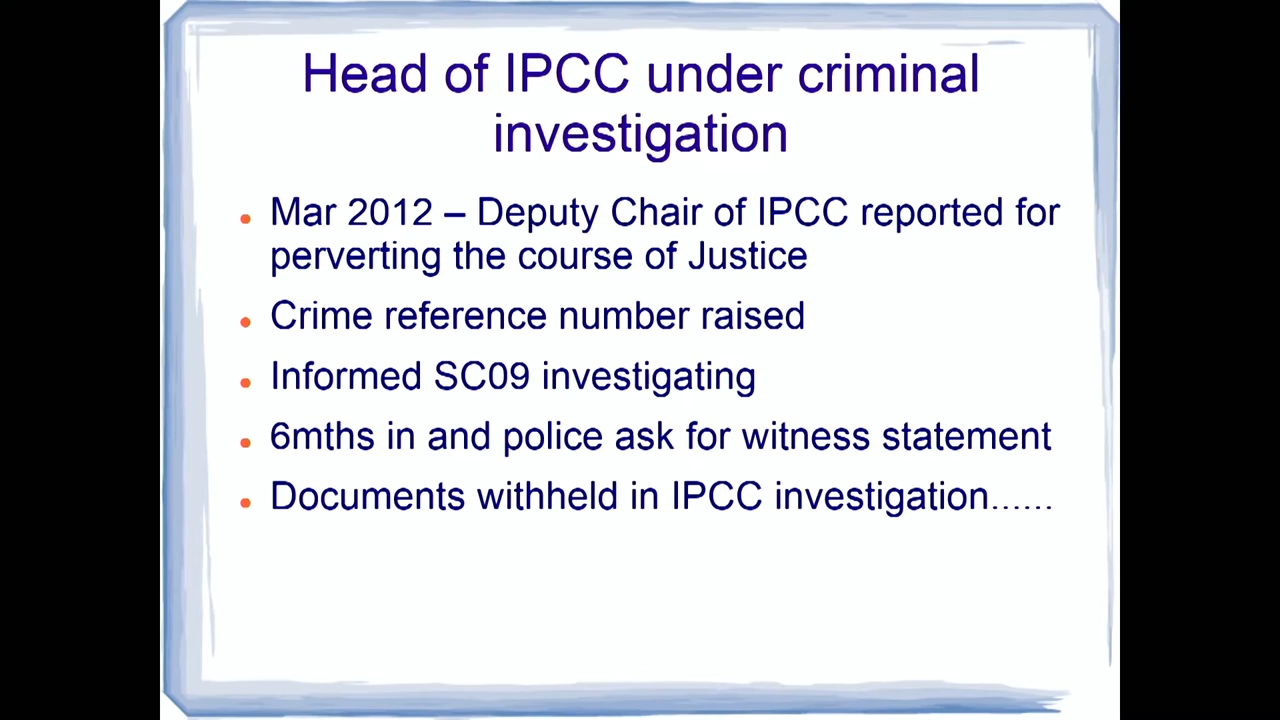 Head of IPCC under criminal
investigation
Mar 2012 – Deputy Chair of IPCC reported for
perverting the course of Justice
Crime reference number raised
Informed SC09 investigating
6mths in and police ask for witness statement
Documents withheld in IPCC investigation......